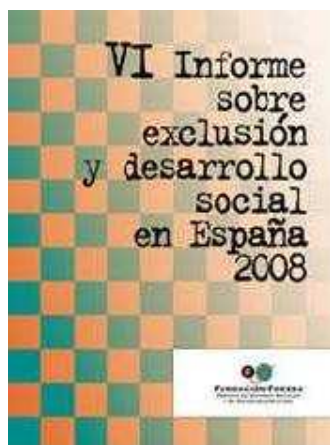 VI Informe
sobre
exclusión
y desarrollo
social
en España
2008
FUNDACIÓN FOESSA